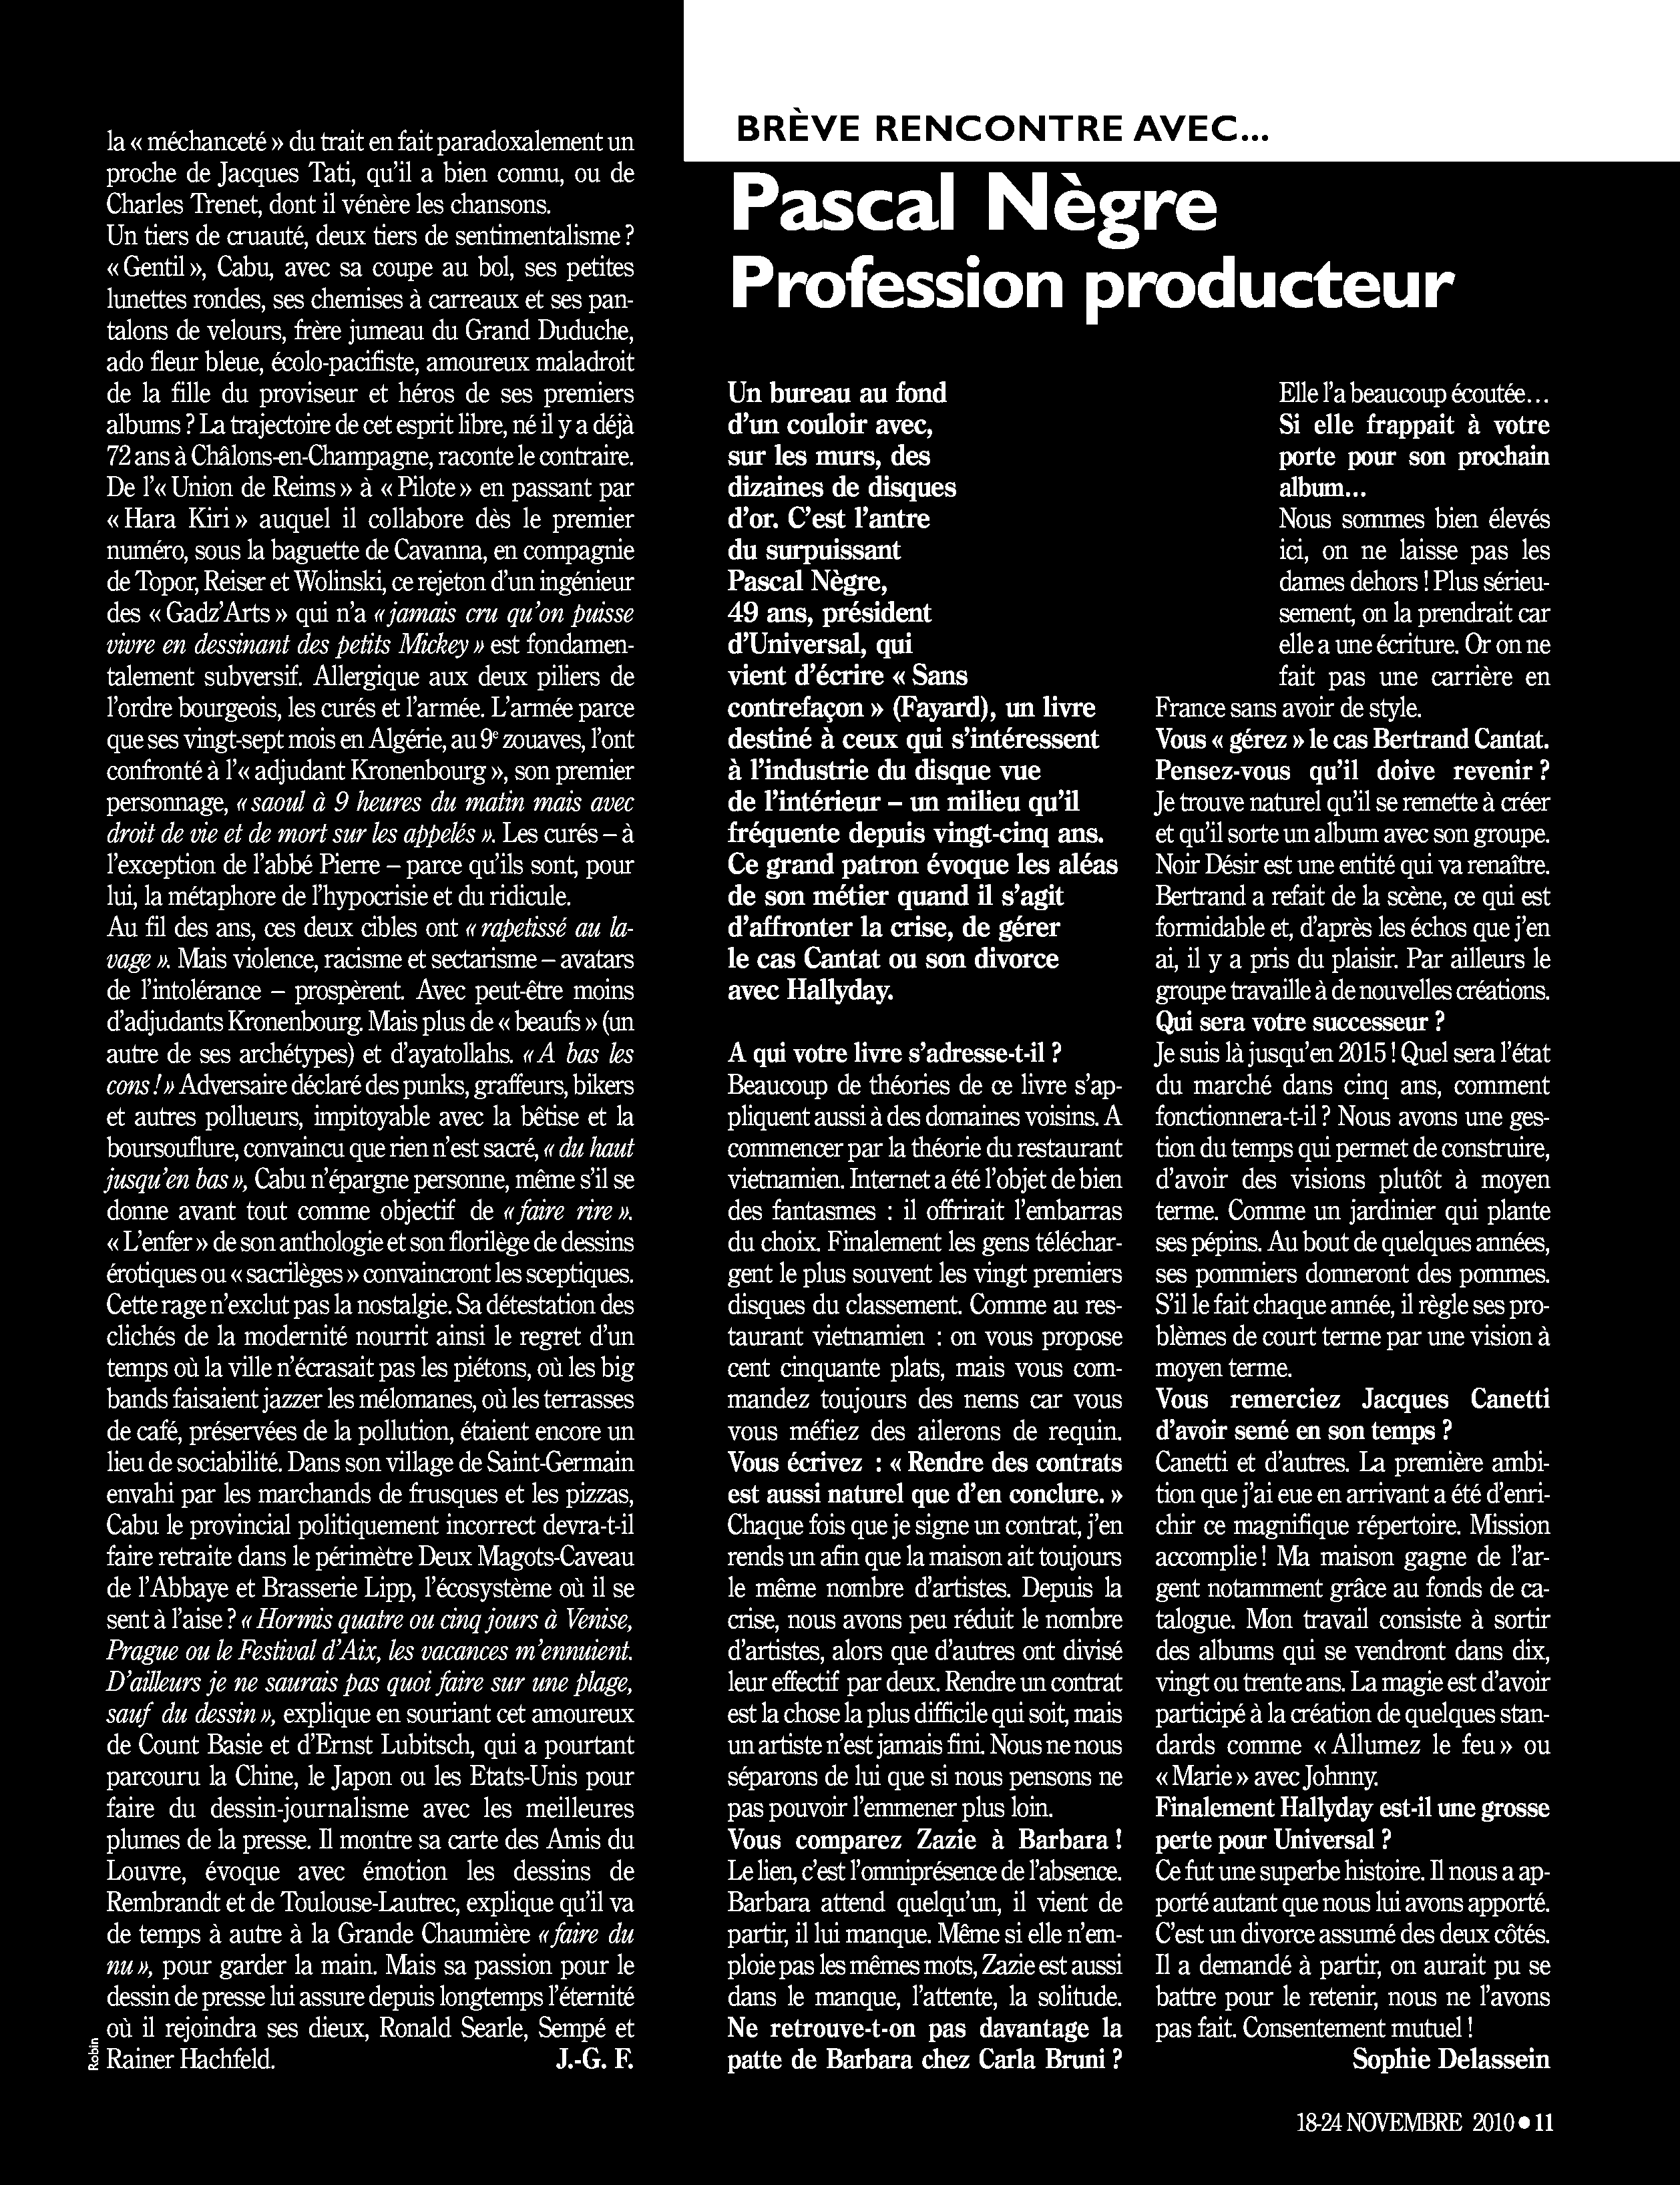 la « méchanceté » du trait en fait paradoxalement un
proche de Jacques Tati, qu’il a bien connu, ou de
Charles Trenet, dont il vénère les chansons.
Un tiers de cruauté, deux tiers de sentimentalisme ?
« Gentil », Cabu, avec sa coupe au bol, ses petites
lunettes rondes, ses chemises à carreaux et ses pan-
talons de velours, frère jumeau du Grand Duduche,
ado fleur bleue, écolo-pacifiste, amoureux maladroit
de la fille du proviseur et héros de ses premiers
albums ? La trajectoire de cet esprit libre, né il y a déjà
72 ans à Châlons-en-Champagne, raconte le contraire.
De l’« Union de Reims » à « Pilote » en passant par
« Hara Kiri » auquel il collabore dès le premier
numéro, sous la baguette de Cavanna, en compagnie
de Topor, Reiser et Wolinski, ce rejeton d’un ingénieur
des « Gadz’Arts » qui n’a « jamais cru qu’on puisse
vivre en dessinant des petits Mickey » est fondamen-
talement subversif. Allergique aux deux piliers de
l’ordre bourgeois, les curés et l’armée. L’armée parce
que ses vingt-sept mois en Algérie, au 9e zouaves, l’ont
confronté à l’« adjudant Kronenbourg », son premier
personnage, « saoul à 9 heures du matin mais avec
droit de vie et de mort sur les appelés ». Les curés – à
l’exception de l’abbé Pierre – parce qu’ils sont, pour
lui, la métaphore de l’hypocrisie et du ridicule.
Au fil des ans, ces deux cibles ont « rapetissé au la-
vage ». Mais violence, racisme et sectarisme – avatars
de l’intolérance – prospèrent. Avec peut-être moins
d’adjudants Kronenbourg. Mais plus de « beaufs » (un
autre de ses archétypes) et d’ayatollahs. « A bas les
cons ! » Adversaire déclaré des punks, graffeurs, bikers
et autres pollueurs, impitoyable avec la bêtise et la
boursouflure, convaincu que rien n’est sacré, « du haut
jusqu’en bas », Cabu n’épargne personne, même s’il se
donne avant tout comme objectif de « faire rire ».
« L’enfer » de son anthologie et son florilège de dessins
érotiques ou « sacrilèges » convaincront les sceptiques.
Cette rage n’exclut pas la nostalgie. Sa détestation des
clichés de la modernité nourrit ainsi le regret d’un
temps où la ville n’écrasait pas les piétons, où les big
bands faisaient jazzer les mélomanes, où les terrasses
de café, préservées de la pollution, étaient encore un
lieu de sociabilité. Dans son village de Saint-Germain
envahi par les marchands de frusques et les pizzas,
Cabu le provincial politiquement incorrect devra-t-il
faire retraite dans le périmètre Deux Magots-Caveau
de l’Abbaye et Brasserie Lipp, l’écosystème où il se
sent à l’aise ? « Hormis quatre ou cinq jours à Venise,
Prague ou le Festival d’Aix, les vacances m’ennuient.
D’ailleurs je ne saurais pas quoi faire sur une plage,
sauf du dessin », explique en souriant cet amoureux
de Count Basie et d’Ernst Lubitsch, qui a pourtant
parcouru la Chine, le Japon ou les Etats-Unis pour
faire du dessin-journalisme avec les meilleures
plumes de la presse. Il montre sa carte des Amis du
Louvre, évoque avec émotion les dessins de
Rembrandt et de Toulouse-Lautrec, explique qu’il va
de temps à autre à la Grande Chaumière « faire du
nu », pour garder la main. Mais sa passion pour le
dessin de presse lui assure depuis longtemps l’éternité
où il rejoindra ses dieux, Ronald Searle, Sempé et
Rainer Hachfeld. J.-G. F.
Robin
BRÈVE RENCONTRE AVEC...
Pascal Nègre
Profession producteur
Un bureau au fond
d’un couloir avec,
sur les murs, des
dizaines de disques
d’or. C’est l’antre
du surpuissant
Pascal Nègre,
49 ans, président
d’Universal, qui
vient d’écrire « Sans
contrefaçon » (Fayard), un livre
destiné à ceux qui s’intéressent
à l’industrie du disque vue
de l’intérieur – un milieu qu’il
fréquente depuis vingt-cinq ans.
Ce grand patron évoque les aléas
de son métier quand il s’agit
d’affronter la crise, de gérer
le cas Cantat ou son divorce
avec Hallyday.
A qui votre livre s’adresse-t-il ?
Beaucoup de théories de ce livre s’ap-
pliquent aussi à des domaines voisins. A
commencer par la théorie du restaurant
vietnamien. Internet a été l’objet de bien
des fantasmes : il offrirait l’embarras
du choix. Finalement les gens téléchar-
gent le plus souvent les vingt premiers
disques du classement. Comme au res-
taurant vietnamien : on vous propose
cent cinquante plats, mais vous com-
mandez toujours des nems car vous
vous méfiez des ailerons de requin.
Vous écrivez : « Rendre des contrats
est aussi naturel que d’en conclure. »
Chaque fois que je signe un contrat, j’en
rends un afin que la maison ait toujours
le même nombre d’artistes. Depuis la
crise, nous avons peu réduit le nombre
d’artistes, alors que d’autres ont divisé
leur effectif par deux. Rendre un contrat
est la chose la plus difficile qui soit, mais
un artiste n’est jamais fini. Nous ne nous
séparons de lui que si nous pensons ne
pas pouvoir l’emmener plus loin.
Vous comparez Zazie à Barbara !
Le lien, c’est l’omniprésence de l’absence.
Barbara attend quelqu’un, il vient de
partir, il lui manque. Même si elle n’em-
ploie pas les mêmes mots, Zazie est aussi
dans le manque, l’attente, la solitude.
Ne retrouve-t-on pas davantage la
patte de Barbara chez Carla Bruni ?
Elle l’a beaucoup écoutée…
Si elle frappait à votre
porte pour son prochain
album…
Nous sommes bien élevés
ici, on ne laisse pas les
dames dehors ! Plus sérieu-
sement, on la prendrait car
elle a une écriture. Or on ne
fait pas une carrière en
France sans avoir de style.
Vous « gérez » le cas Bertrand Cantat.
Pensez-vous qu’il doive revenir ?
Je trouve naturel qu’il se remette à créer
et qu’il sorte un album avec son groupe.
Noir Désir est une entité qui va renaître.
Bertrand a refait de la scène, ce qui est
formidable et, d’après les échos que j’en
ai, il y a pris du plaisir. Par ailleurs le
groupe travaille à de nouvelles créations.
Qui sera votre successeur ?
Je suis là jusqu’en 2015 ! Quel sera l’état
du marché dans cinq ans, comment
fonctionnera-t-il ? Nous avons une ges-
tion du temps qui permet de construire,
d’avoir des visions plutôt à moyen
terme. Comme un jardinier qui plante
ses pépins. Au bout de quelques années,
ses pommiers donneront des pommes.
S’il le fait chaque année, il règle ses pro-
blèmes de court terme par une vision à
moyen terme.
Vous remerciez Jacques Canetti
d’avoir semé en son temps ?
Canetti et d’autres. La première ambi-
tion que j’ai eue en arrivant a été d’enri-
chir ce magnifique répertoire. Mission
accomplie ! Ma maison gagne de l’ar-
gent notamment grâce au fonds de ca-
talogue. Mon travail consiste à sortir
des albums qui se vendront dans dix,
vingt ou trente ans. La magie est d’avoir
participé à la création de quelques stan-
dards comme « Allumez le feu » ou
« Marie » avec Johnny.
Finalement Hallyday est-il une grosse
perte pour Universal ?
Ce fut une superbe histoire. Il nous a ap-
porté autant que nous lui avons apporté.
C’est un divorce assumé des deux côtés.
Il a demandé à partir, on aurait pu se
battre pour le retenir, nous ne l’avons
pas fait. Consentement mutuel !
Sophie Delassein
18-24 NOVEMBRE 2010 ● 11